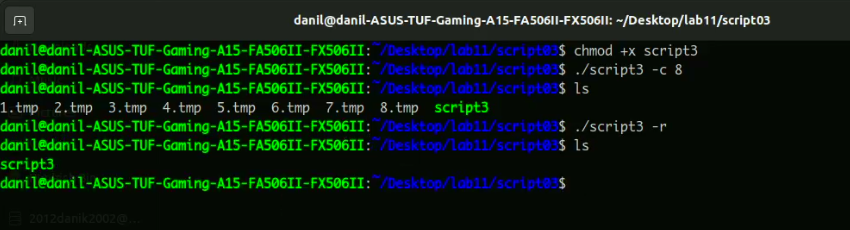 danil@danil-ASUS-TUF-Gaming-A15-FA506II-FX506II: ~/Desktop/lab11/script03
danil@danil-ASUS-TUF-Gaming-A15-FA506II-FX506II:~/Desktop/lab11/script03$ chmod +x script3
danil@danil-ASUS-TUF-Gaming-A15-FA506II-FX506II:~/Desktop/lab11/script03$ ./script3 -c 8
danil@danil-ASUS-TUF-Gaming-A15-FA506II-FX506II:~/Desktop/lab11/script03$ ls
1.tmp 2.tmp 3.tmp 4.tmp 5.tmp 6.tmp 7.tmp 8.tmp script3
danil@danil-ASUS-TUF-Gaming-A15-FA506II-FX506II:~/Desktop/lab11/script03$ ./script3 -r
danil@danil-ASUS-TUF-Gaming-A15-FA506II-FX506II:~/Desktop/lab11/script03$ ls
script3
danil@danil-ASUS-TUF-Gaming-A15-FA506II-FX506II:~/Desktop/lab11/script03$
2012danik2002@...